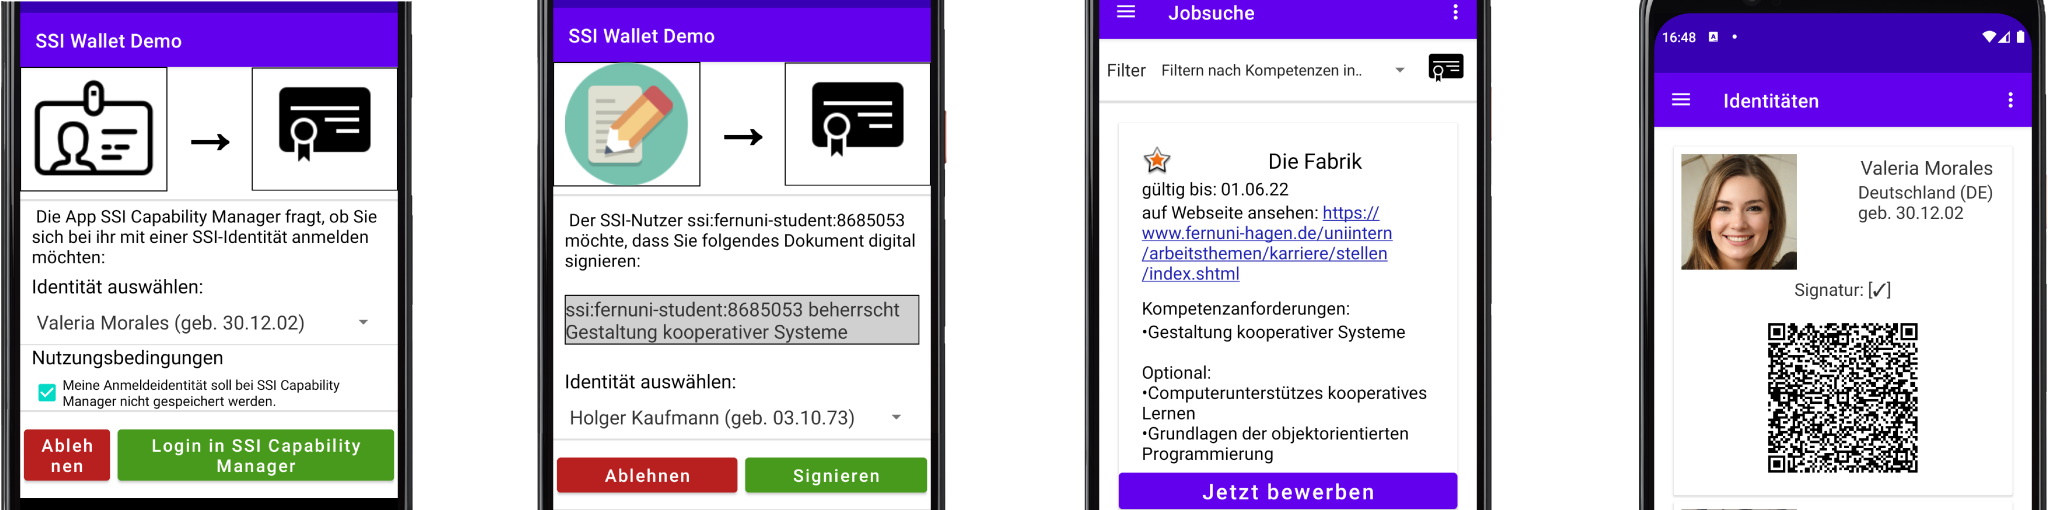 SSI Wallet Demo
Die App SSI Capability Manager fragt, ob Sie
sich bei ihr mit einer SSI-Identität anmelden
möchten:
Identität auswählen:
Valeria Morales (geb. 30.12.02)
Nutzungsbedingungen
Meine Anmeldeidentität soll bei SSI Capability
Manager nicht gespeichert werden.
Ableh
nen
Login in SSI Capability
Manager
SSI Wallet Demo
Der SSI-Nutzer ssi:fernuni-student:8685053
möchte, dass Sie folgendes Dokument digital
signieren:
ssi:fernuni-student:8685053 beherrscht
Gestaltung kooperativer Systeme
Identität auswählen:
Holger Kaufmann (geb. 03.10.73)
Ablehnen
Signieren
Jobsuche
Filter
Filtern nach Kompetenzen in..
Die Fabrik
gültig bis: 01.06.22
auf Webseite ansehen: https://
www.fernuni-hagen.de/uniintern
/arbeitsthemen/karriere/stellen
/index.shtml
Kompetenzanforderungen:
•Gestaltung kooperativer Systeme
Optional:
•Computerunterstützes kooperatives
Lernen
•Grundlagen der objektorientierten
Programmierung
Jetzt bewerben
16:48
Identitäten
Valeria Morales
Deutschland (DE)
geb. 30.12.02
Signatur: [✓]